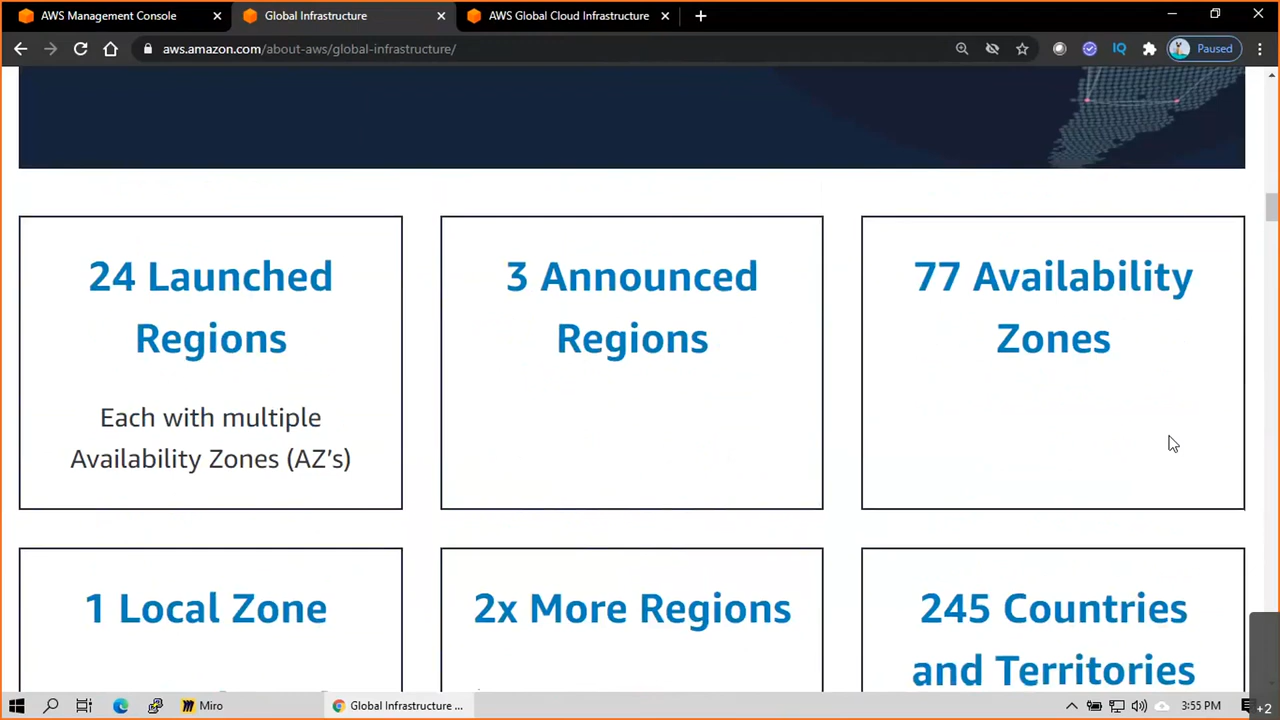 AWS Management Console
Global Infrastructure
AWS Global Cloud Infrastructure
aws.amazon.com/about-aws/global-infrastructure/
IQ
Paused
24 Launched
Regions
Each with multiple
Availability Zones (AZ’s)
3 Announced
Regions
77 Availability
Zones
1 Local Zone
2x More Regions
245 Countries
and Territories
Miro
Global Infrastructure ...
3:55 PM
+2